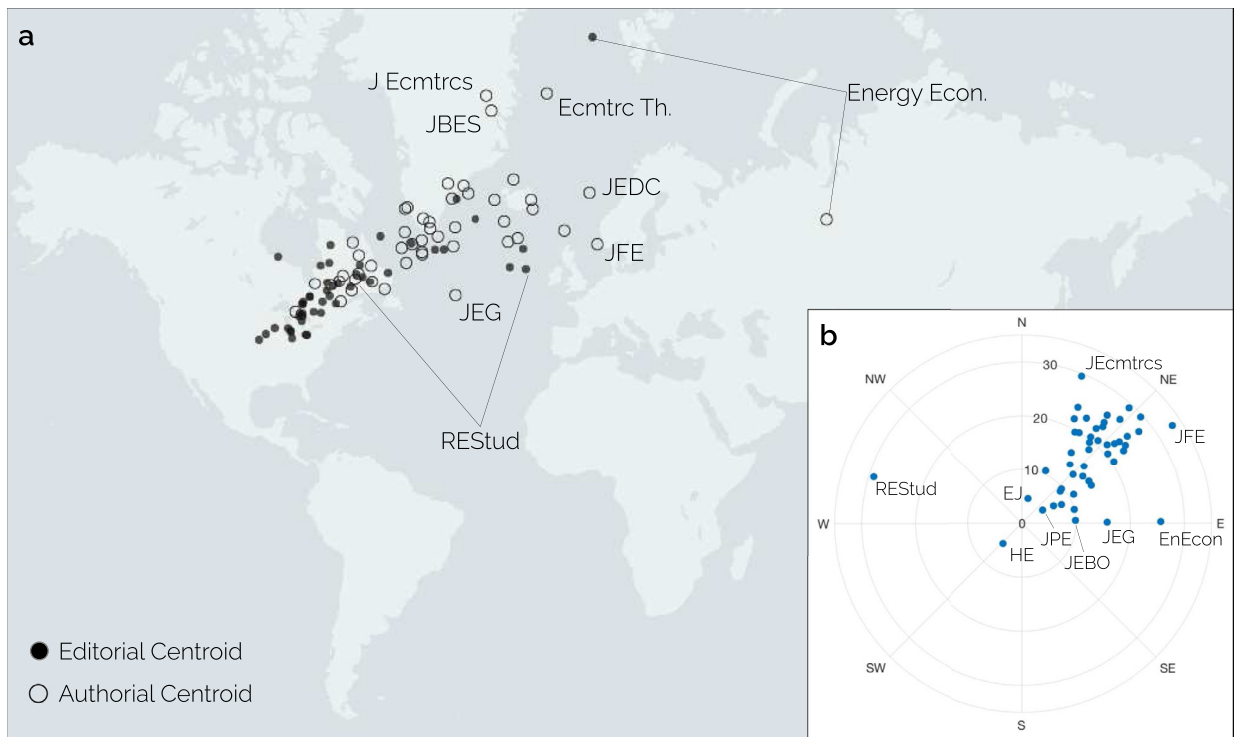 a
J Ecmtrcs
JBES
Ecmtrc Th.
Energy Econ.
JEDC
JFE
JEG
REStud
Editorial Centroid
Authorial Centroid
b
N
NW
30
JEcmtrcs
NE
20
JFE
10
REStud
EJ
W
0
E
JPE
JEG
EnEcon
HE
JEBO
SW
SE
S